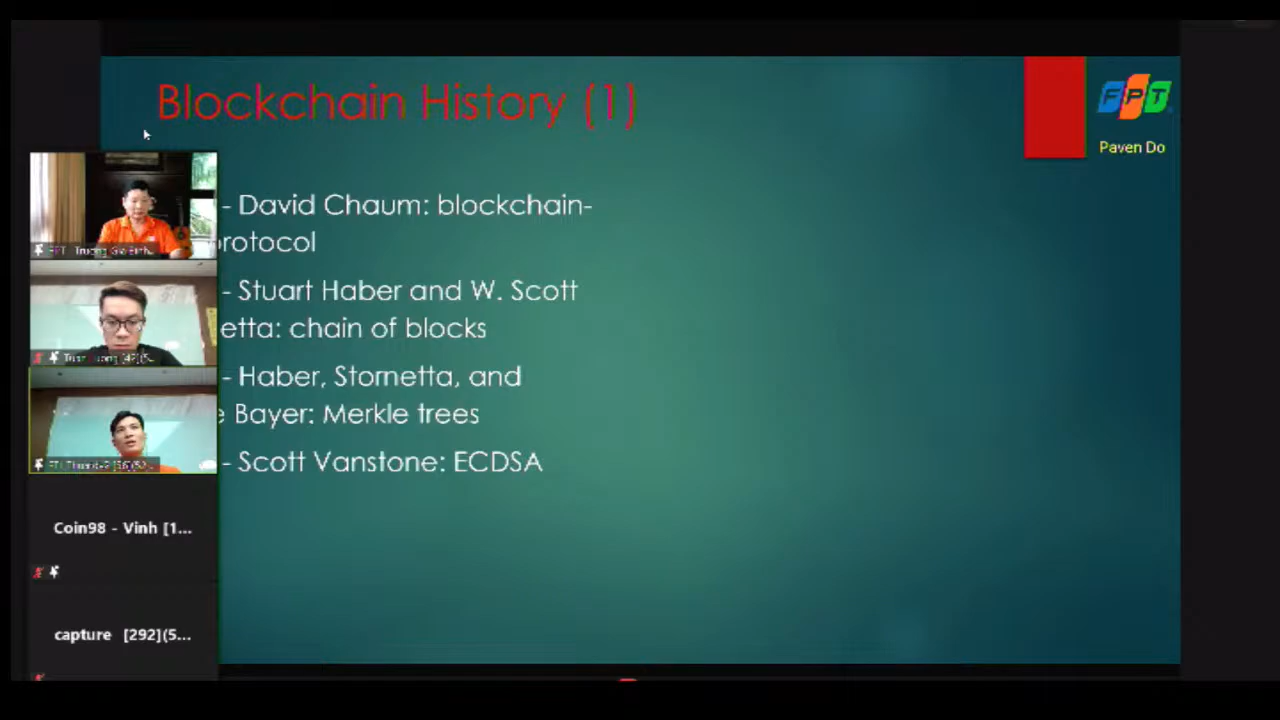 Blockchain History (1)
FPT
Paven Do
- David Chaum: blockchain-
protocol
- Stuart Haber and W. Scott
etta: chain of blocks
- Haber, Stornetta, and
e Bayer: Merkle trees
- Scott Vanstone: ECDSA
Coin98 - Vinh [1...
capture [292](5...